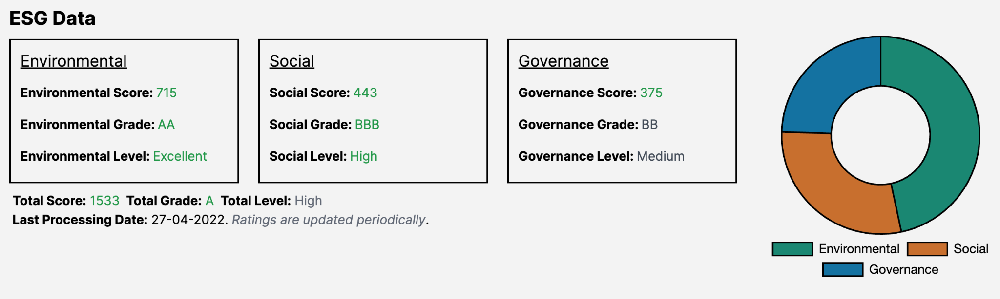 ESG Data
Environmental
Environmental Score: 715
Environmental Grade: AA
Environmental Level: Excellent
Social
Social Score: 443
Social Grade: BBB
Social Level: High
Governance
Governance Score: 375
Governance Grade: BB
Governance Level: Medium
Total Score: 1533 Total Grade: A Total Level: High
Last Processing Date: 27-04-2022. Ratings are updated periodically.
Environmental Social
Governance